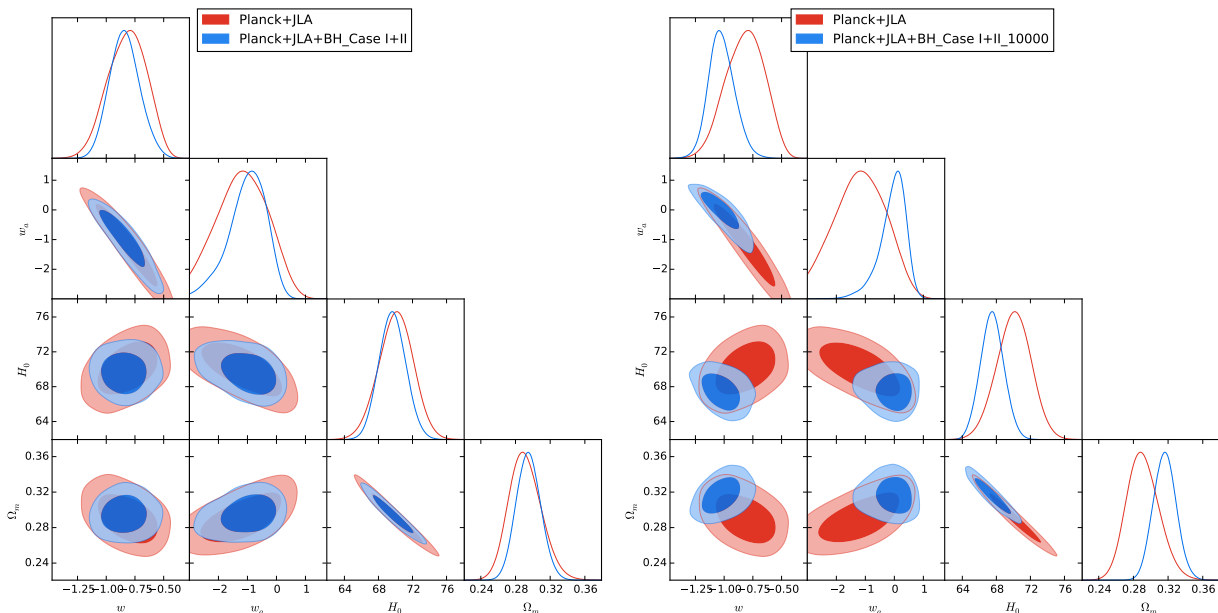 Planck+JLA
Planck+JLA+BH_Case I+II
1
0
−1
−2
w_a
76
72
68
64
H_0
0.36
0.32
0.28
0.24
Ω_m
−1.25 −1.00 −0.75 −0.50
w
−2 −1 0 1
w_a
64 68 72 76
H_0
0.24 0.28 0.32 0.36
Ω_m
Planck+JLA
Planck+JLA+BH_Case I+II_10000
1
0
−1
−2
w_a
76
72
68
64
H_0
0.36
0.32
0.28
0.24
Ω_m
−1.25 −1.00 −0.75 −0.50
w
−2 −1 0 1
w_a
64 68 72 76
H_0
0.24 0.28 0.32 0.36
Ω_m